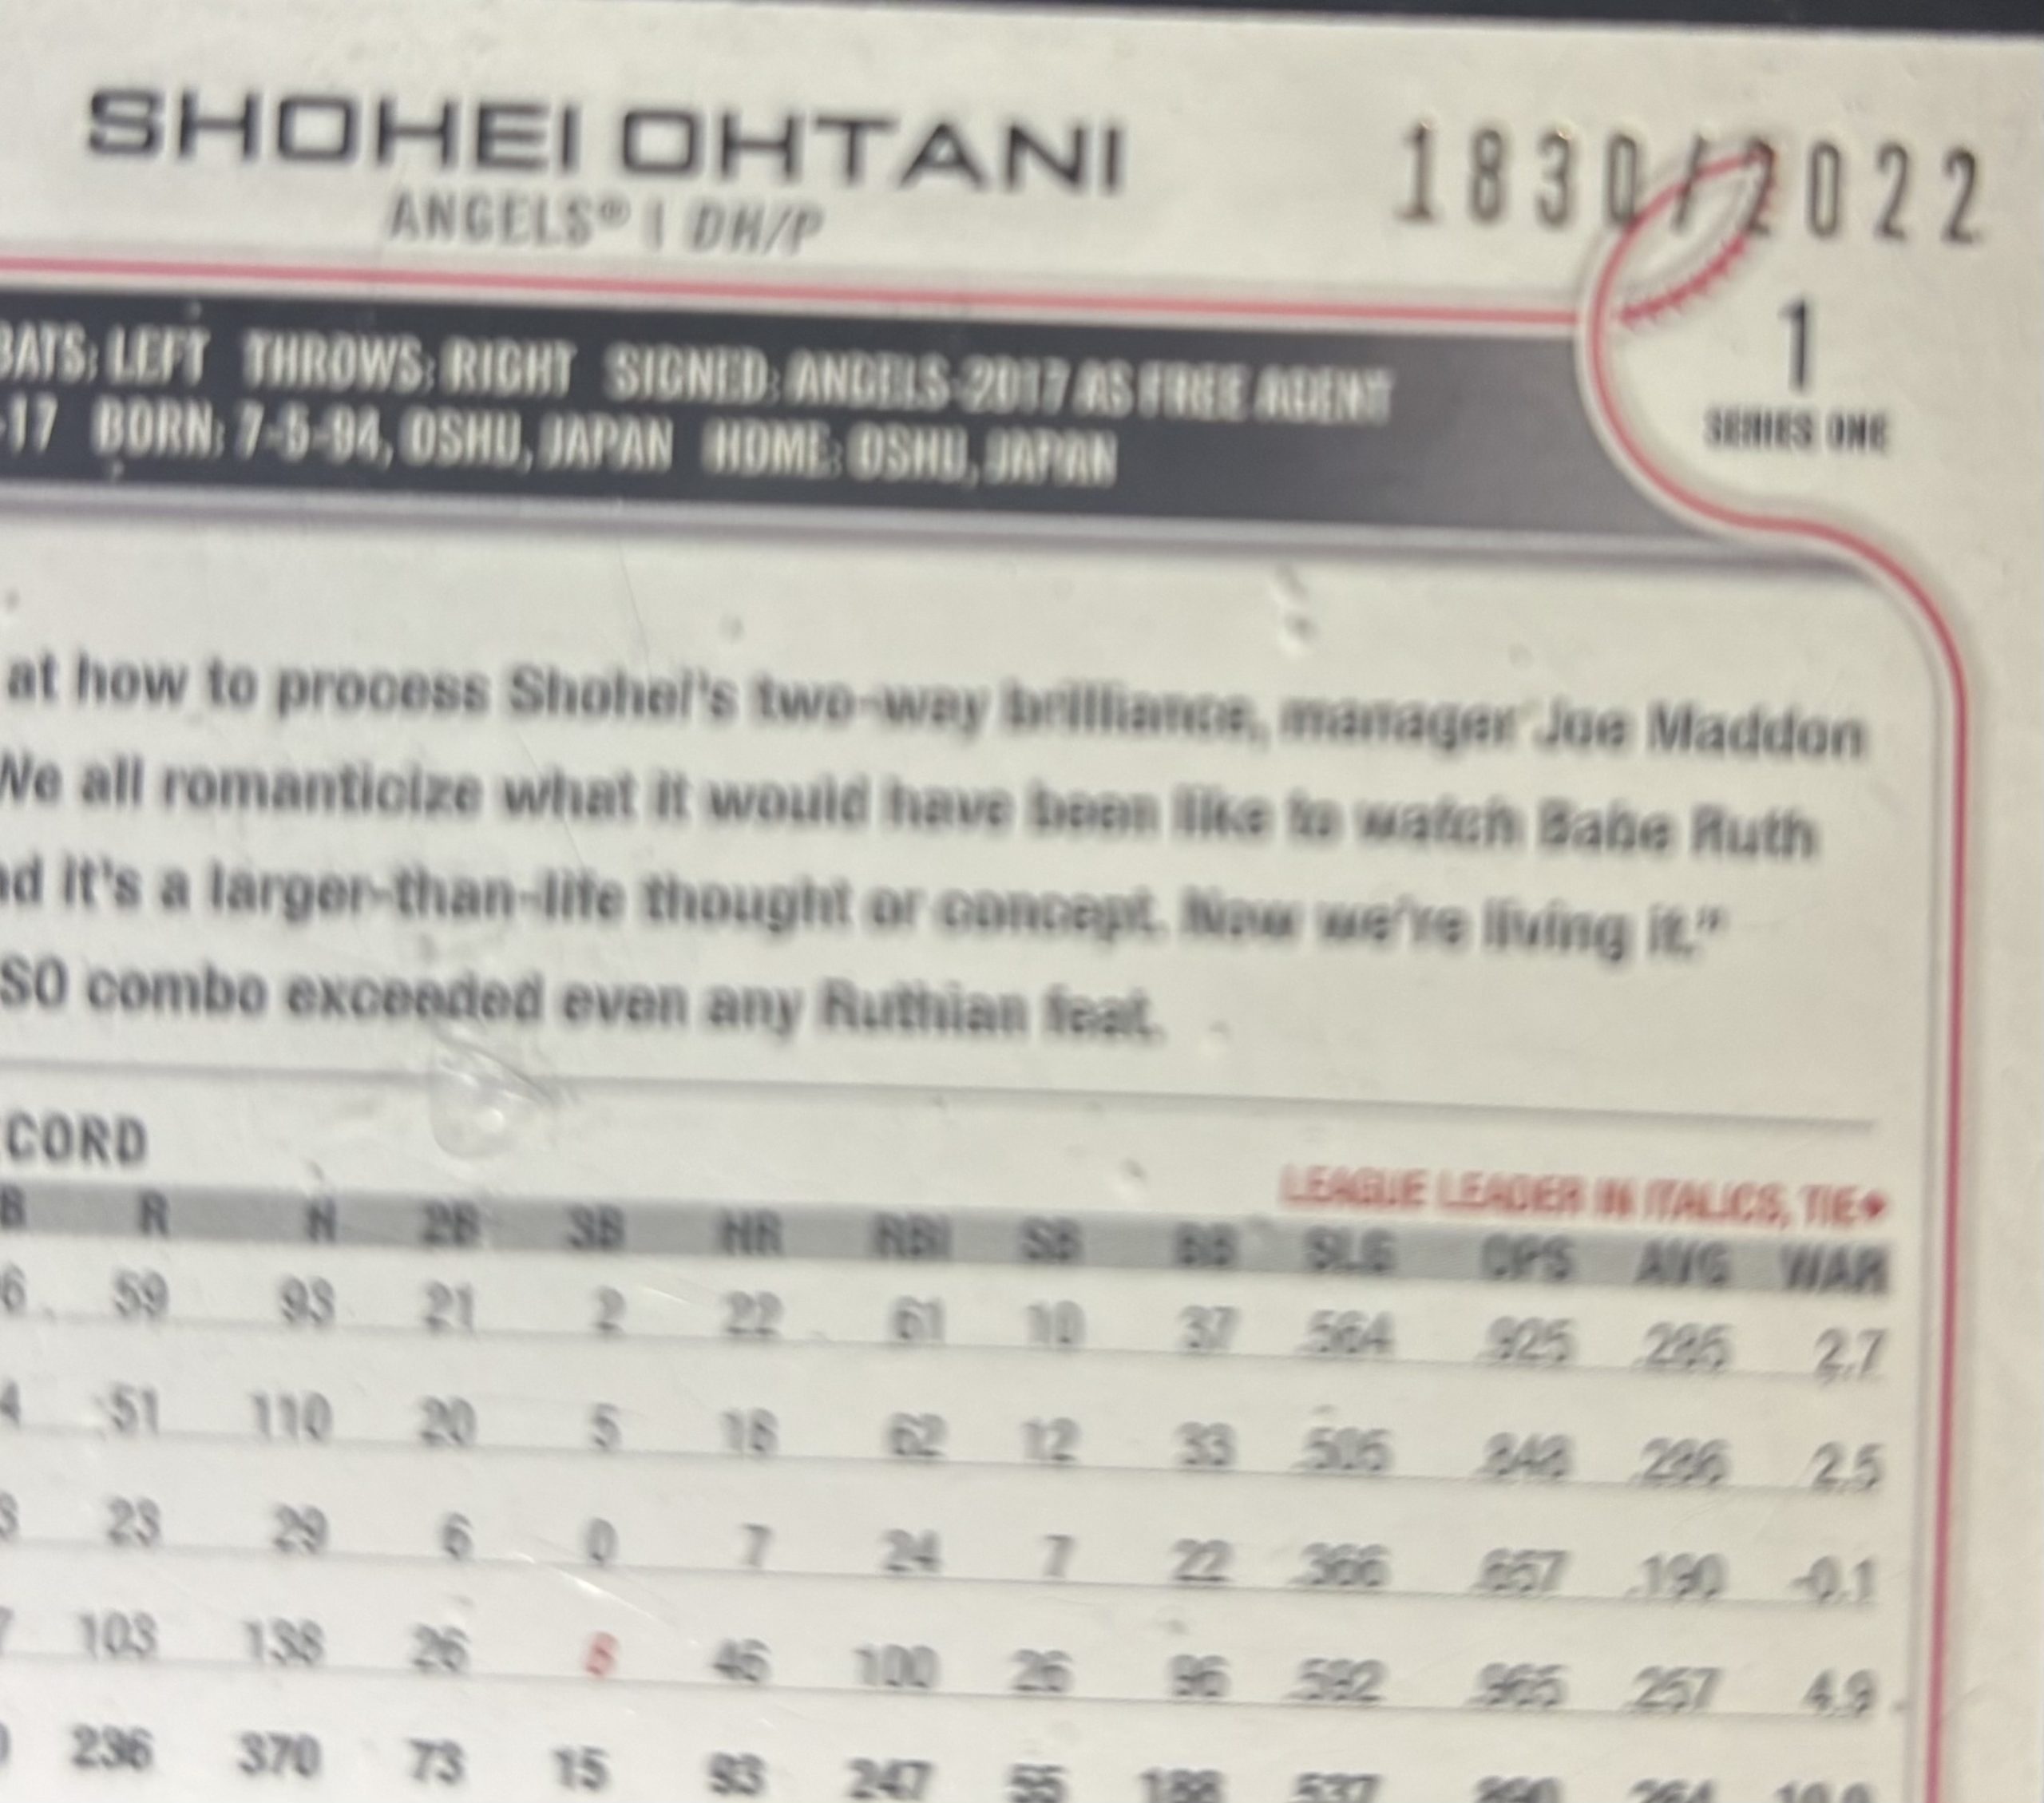 SHOHEI OHTANI
1830/2022
ANGELS® | DH/P
1
SERIES ONE
BATS: LEFT THROWS: RIGHT SIGNED: ANGELS-2017 AS FREE AGENT
-17 BORN: 7-5-94, OSHU, JAPAN HOME: OSHU, JAPAN
at how to process Shohei's two-way brilliance, manager Joe Maddon
We all romanticize what it would have been like to watch Babe Ruth
it's a larger-than-life thought or concept. Now we're living it."
SO combo exceeded even any Ruthian feat.
CORD
LEAGUE LEADER IN ITALICS, TIE♦
B R H 2B 3B HR RBI SB BB SLG OPS AVG WAR
6 59 93 21 2 22 61 10 37 .564 .925 .285 2.7
4 51 110 20 5 18 62 12 33 .505 .848 .286 2.5
3 23 29 6 0 7 24 7 22 .366 .657 .190 -0.1
7 103 138 26 8 46 100 26 96 .592 .965 .257 4.9
236 370 73 15 93 247 55 188 .537 .890 .264